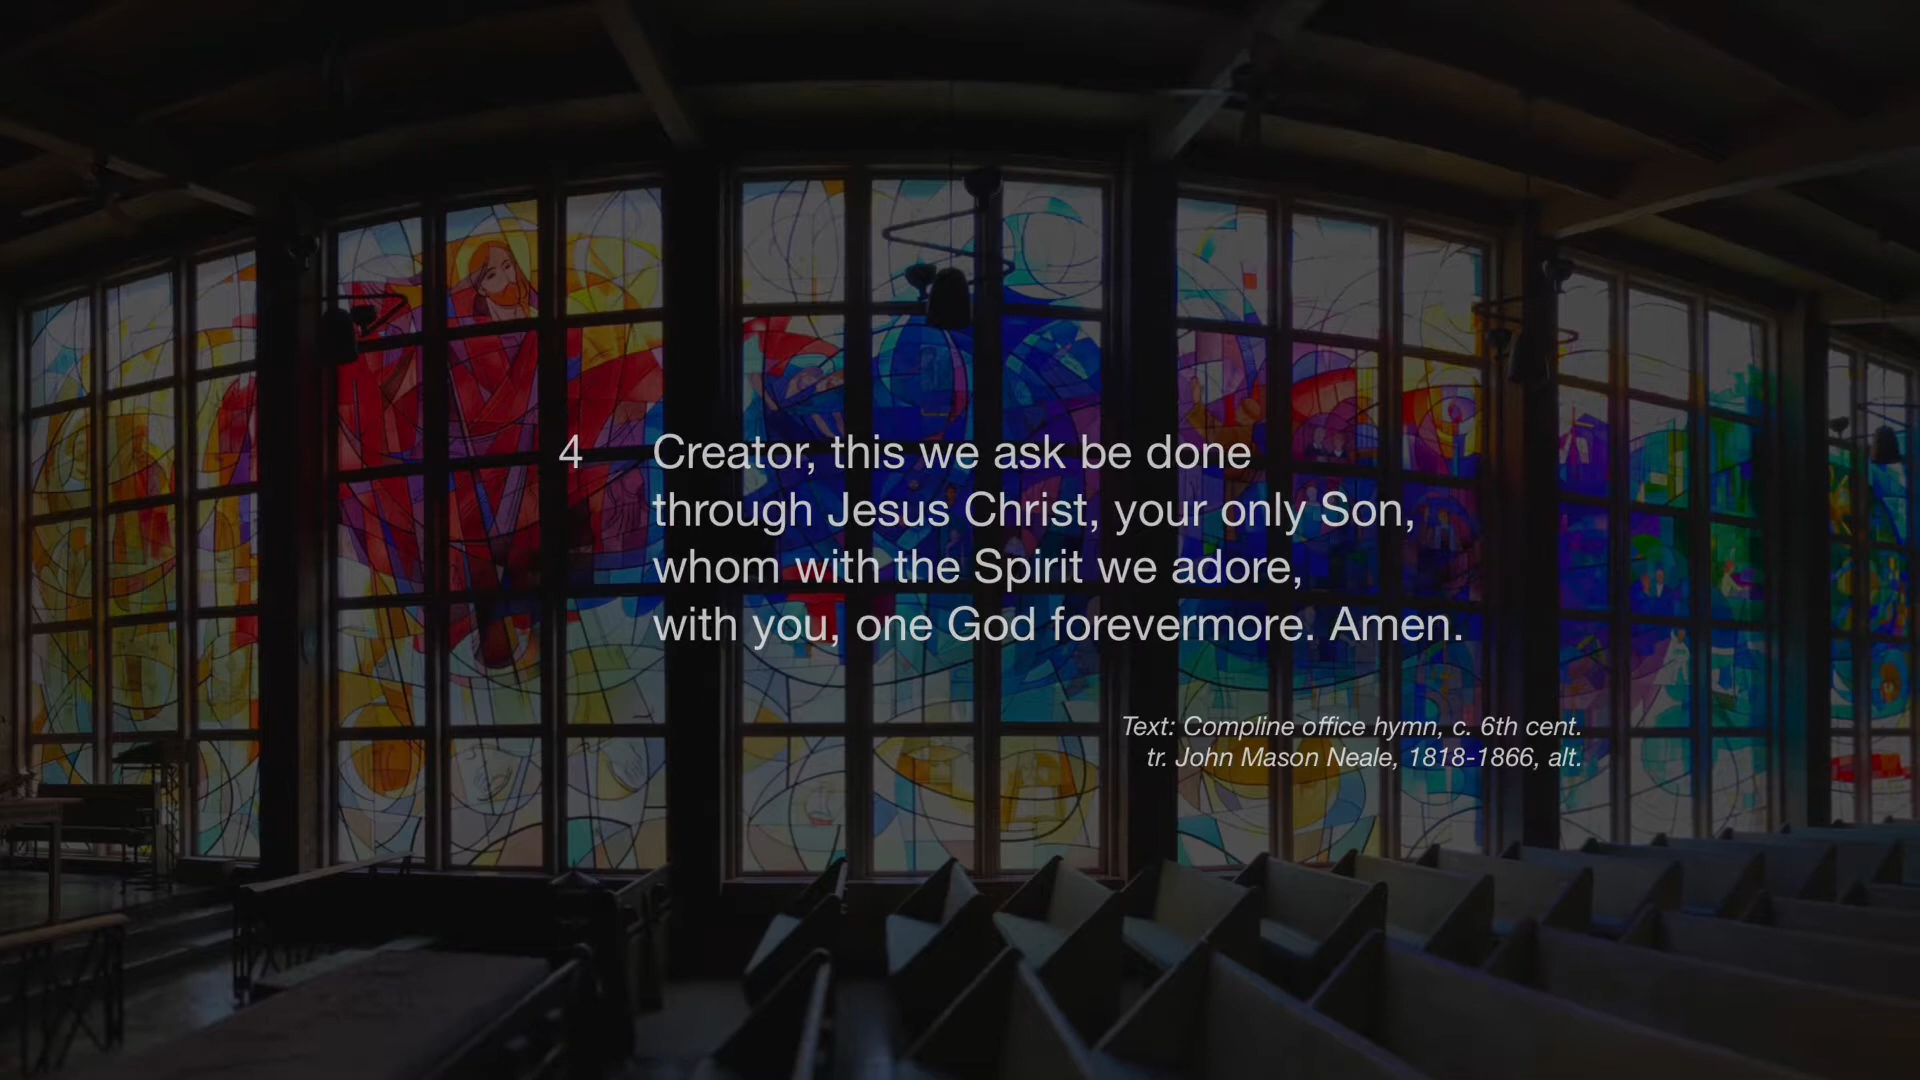 4 Creator, this we ask be done
through Jesus Christ, your only Son,
whom with the Spirit we adore,
with you, one God forevermore. Amen.
Text: Compline office hymn, c. 6th cent.
tr. John Mason Neale, 1818-1866, alt.